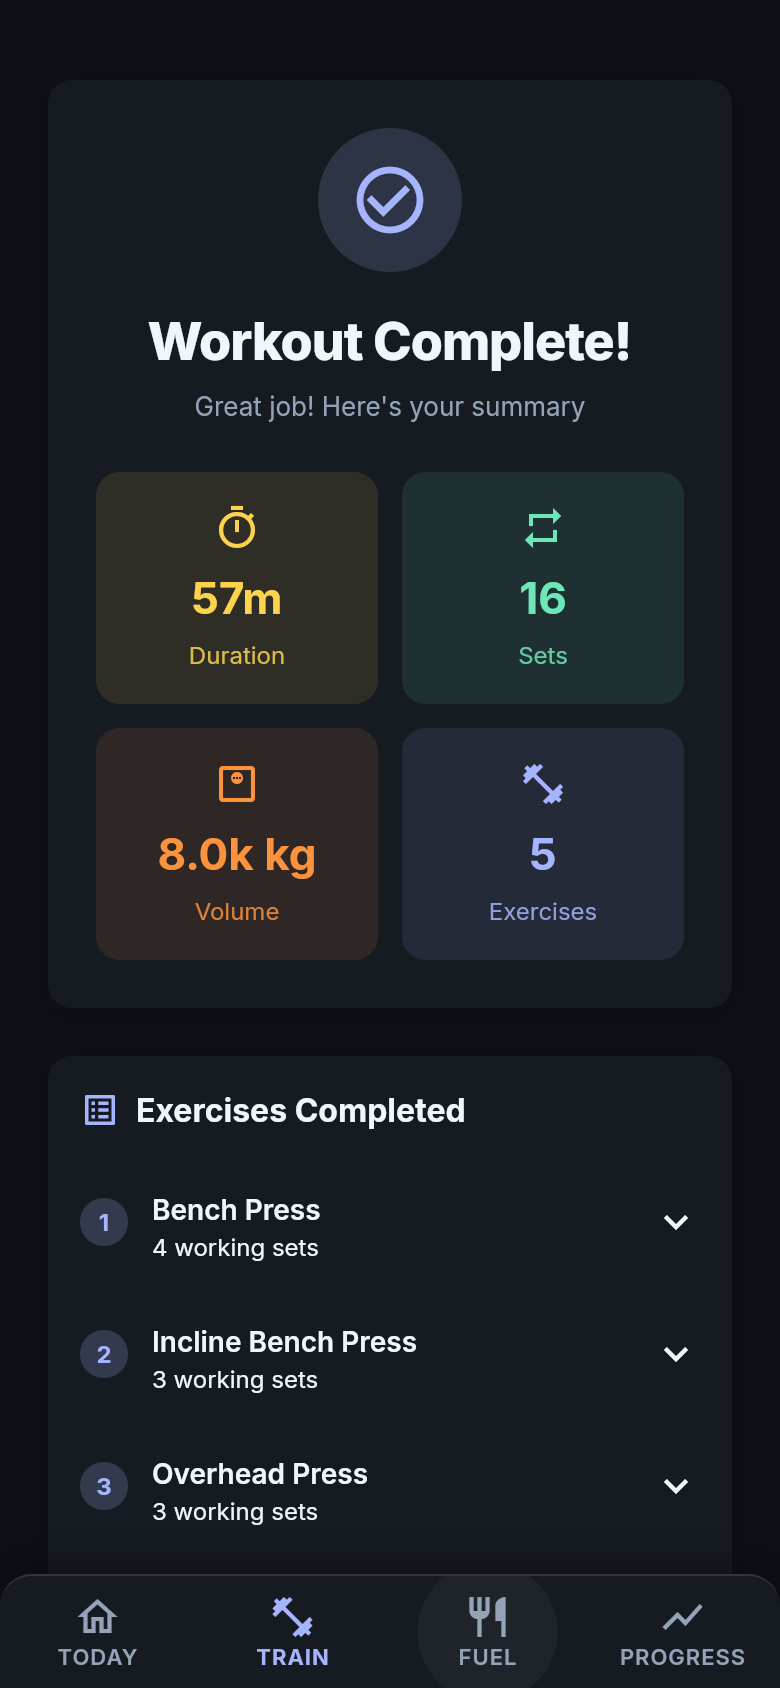 Workout Complete!
Great job! Here's your summary
57m
Duration
16
Sets
8.0k kg
Volume
5
Exercises
Exercises Completed
1
Bench Press
4 working sets
2
Incline Bench Press
3 working sets
3
Overhead Press
3 working sets
TODAY
TRAIN
FUEL
PROGRESS